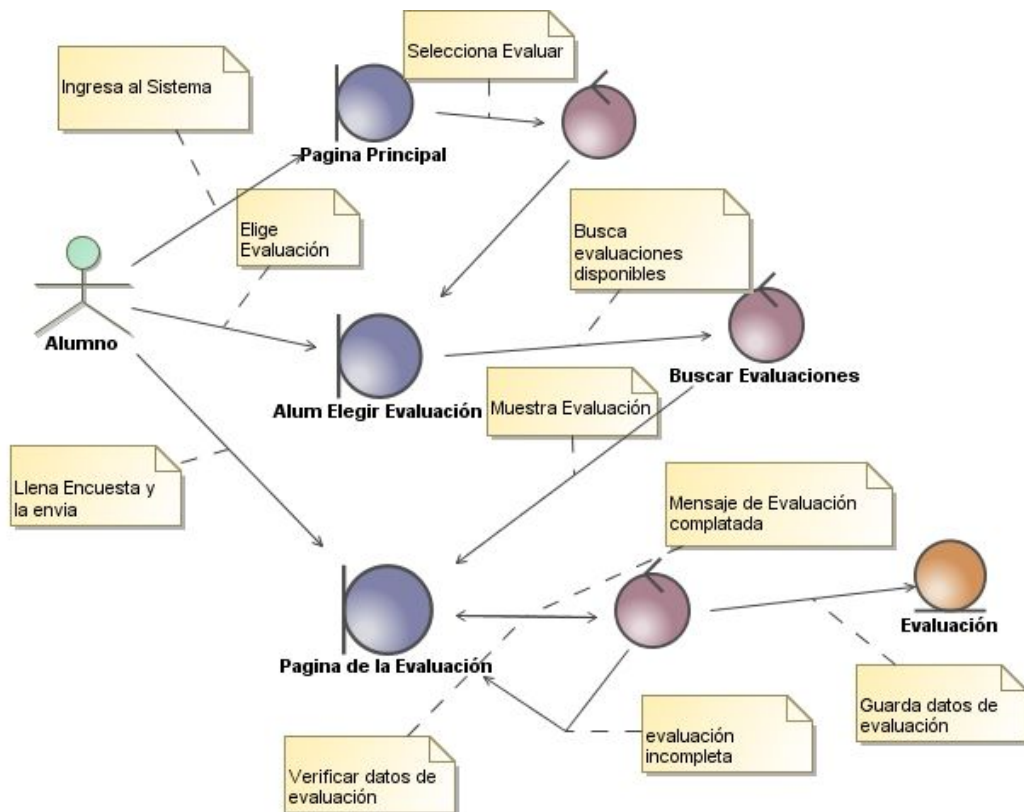 Selecciona Evaluar
Ingresa al Sistema
Pagina Principal
Elige
Evaluación
Busca
evaluaciones
disponibles
Alumno
Buscar Evaluaciones
Alum Elegir Evaluación
Muestra Evaluación
Llena Encuesta y
la envia
Mensaje de Evaluación
complatada
Evaluación
Pagina de la Evaluación
Guarda datos de
evaluación
evaluación
incompleta
Verificar datos de
evaluación